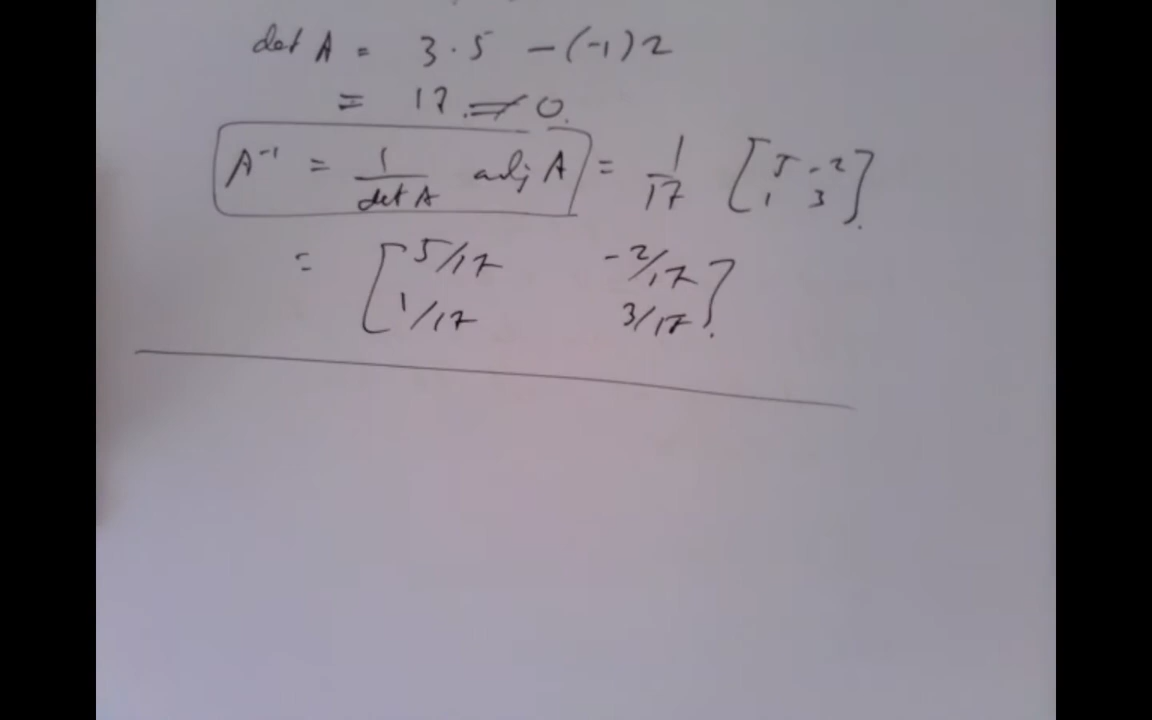 det A = 3 · 5 - (-1) 2
= 17 ≠ 0.
A⁻¹ = 1/det A adj A = 1/17 [5 -2; 1 3].
= [5/17 -2/17; 1/17 3/17].